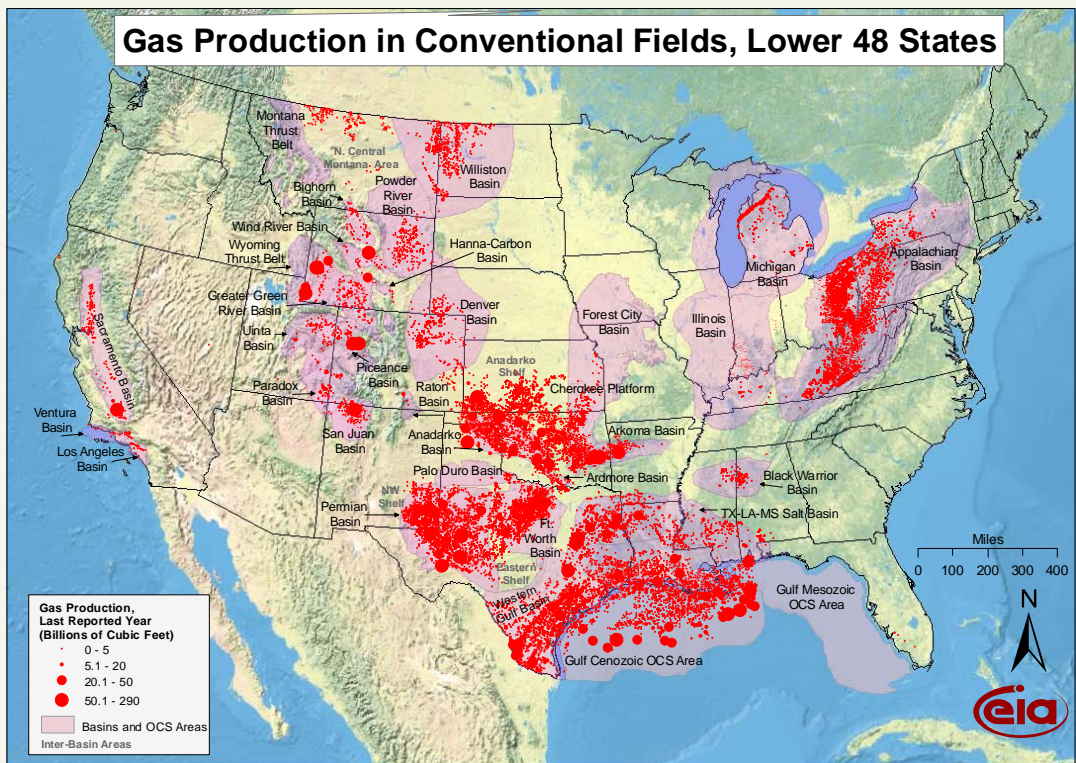 Gas Production in Conventional Fields, Lower 48 States
Montana
Thrust
Belt
N. Central
Montana Area
Williston
Basin
Bighorn
Basin
Powder
River
Basin
Wind River Basin
Wyoming
Thrust Belt
Hanna-Carbon
Basin
Greater Green
River Basin
Denver
Basin
Uinta
Basin
Piceance
Basin
Paradox
Basin
San Juan
Basin
Raton
Basin
Sacramento Basin
Ventura
Basin
Los Angeles
Basin
Forest City
Basin
Anadarko
Shelf
Cherokee Platform
Anadarko
Basin
Arkoma Basin
Palo Duro Basin
Ardmore Basin
NW
Shelf
Permian
Basin
Ft.
Worth
Basin
Eastern
Shelf
Western
Gulf Basin
Illinois
Basin
Michigan
Basin
Appalachian
Basin
Black Warrior
Basin
TX-LA-MS Salt Basin
Gulf Mesozoic
OCS Area
Gulf Cenozoic OCS Area
Miles
0 100 200 300 400
N
Gas Production,
Last Reported Year
(Billions of Cubic Feet)
0 - 5
5.1 - 20
20.1 - 50
50.1 - 290
Basins and OCS Areas
Inter-Basin Areas
eia